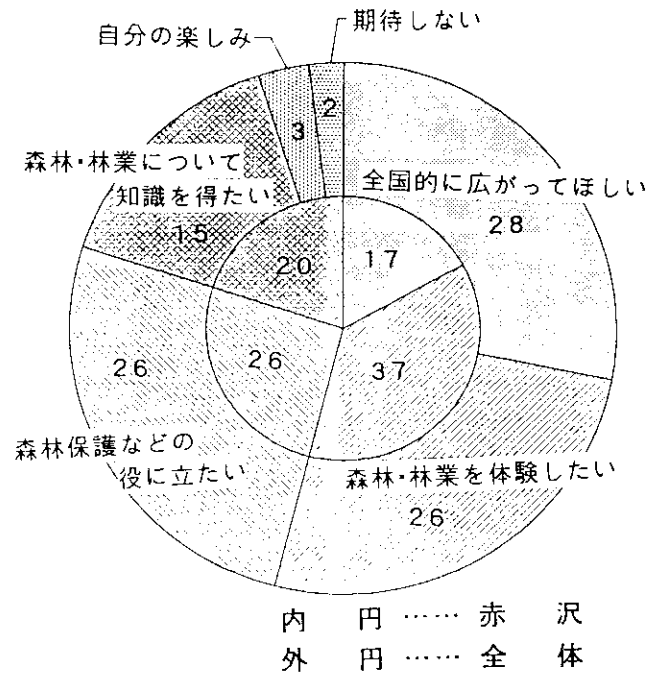 自分の楽しみ
期待しない
3
2
森林・林業について
知識を得たい
15
20
全国的に広がってほしい
28
17
26
26
37
森林保護などの
役に立たい
森林・林業を体験したい
26
内円……赤沢
外円……全体